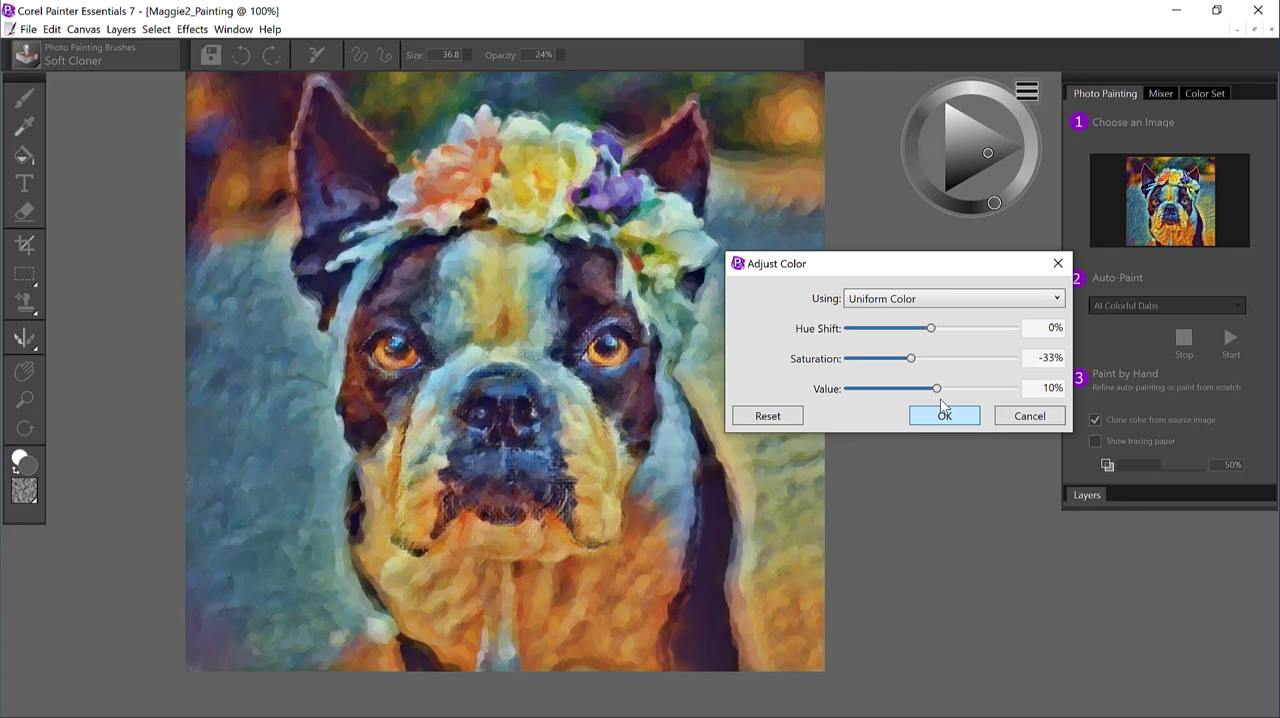 Corel Painter Essentials 7 - [Maggie2_Painting @ 100%]
File Edit Canvas Layers Select Effects Window Help
Photo Painting Brushes
Soft Cloner
Size: 36.8 Opacity: 24%
Photo Painting Mixer Color Set
1 Choose an Image
2 Auto-Paint
AI Colorful Dabs
Stop Start
3 Paint by Hand
Refine auto-painting or paint from scratch
Clone color from source image
Show tracing paper
50%
Layers
Adjust Color
Using: Uniform Color
Hue Shift: 0%
Saturation: -33%
Value: 10%
Reset OK Cancel